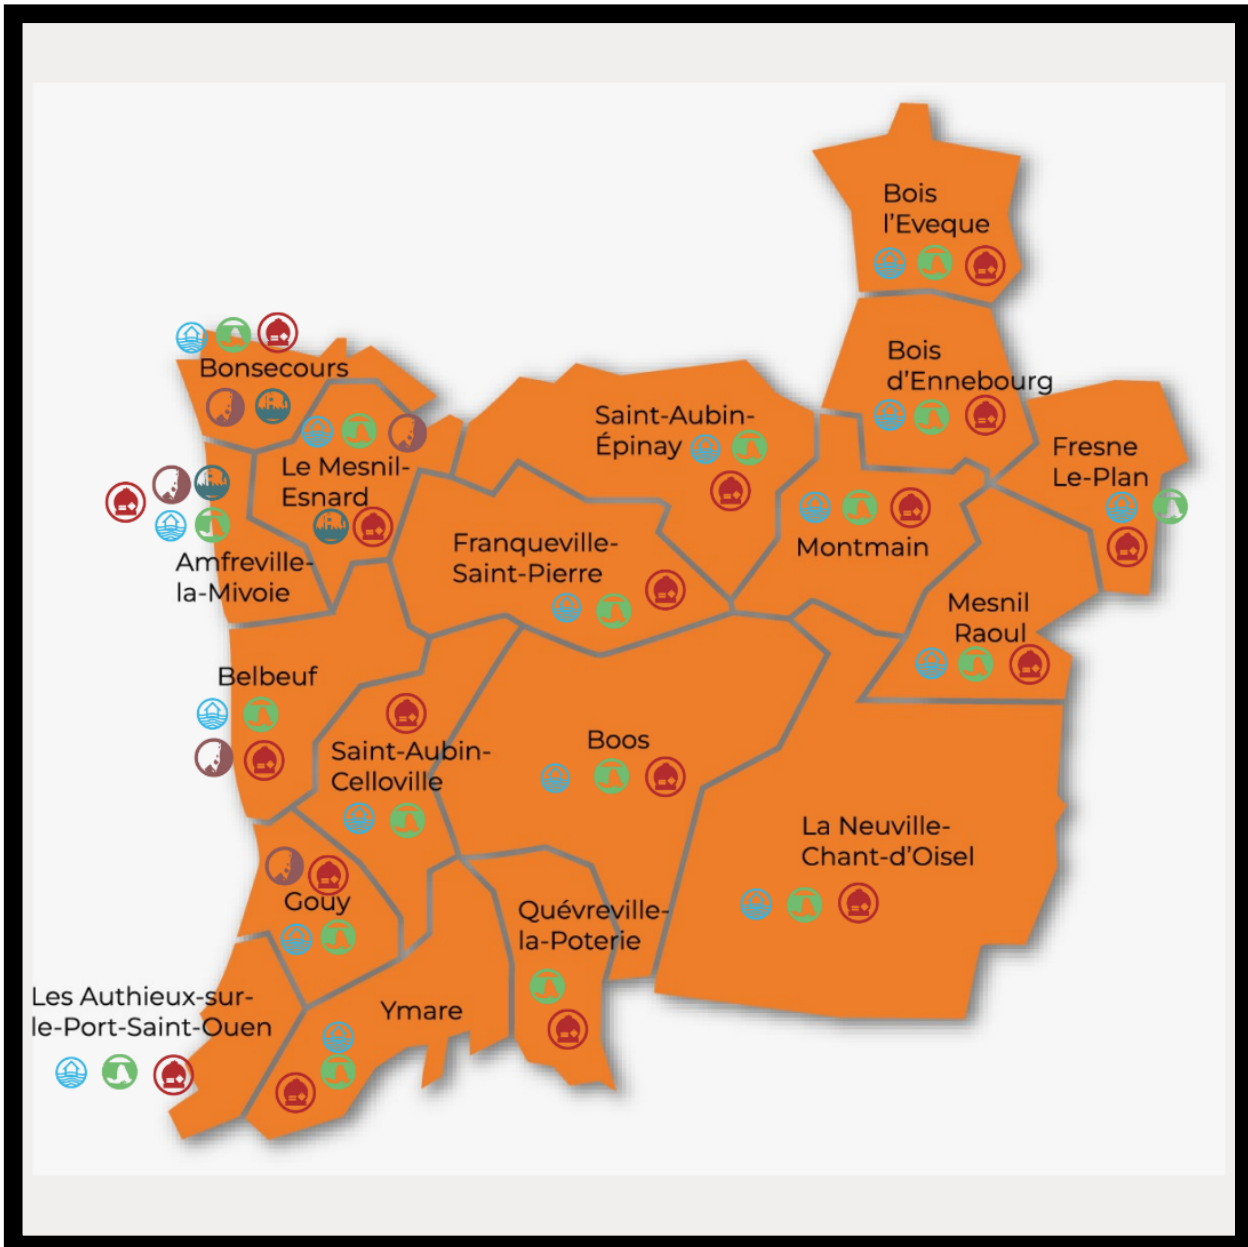 Bois
l'Eveque
Bois
d'Ennebourg
Bonsecours
Saint-Aubin-
Épinay
Fresne
Le-Plan
Le Mesnil-
Esnard
Franqueville-
Saint-Pierre
Montmain
Amfreville-
la-Mivoie
Mesnil
Raoul
Belbeuf
Saint-Aubin-
Celloville
Boos
La Neuville-
Chant-d'Oisel
Gouy
Quévreville-
la-Poterie
Les Authieux-sur-
le-Port-Saint-Ouen
Ymare